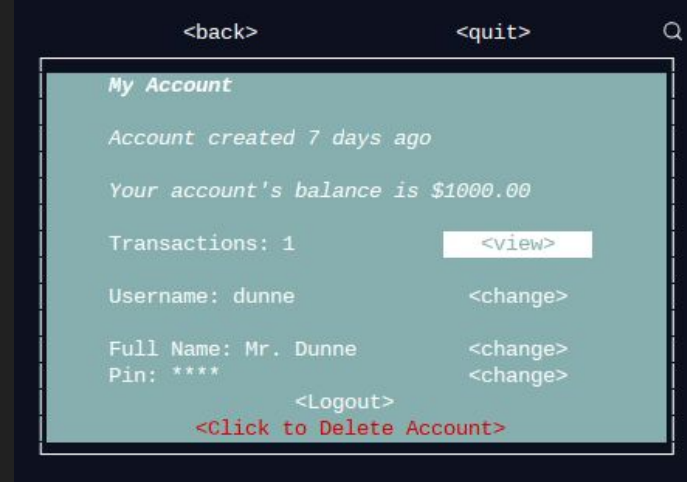 <back> <quit>
My Account
Account created 7 days ago
Your account's balance is $1000.00
Transactions: 1 <view>
Username: dunne <change>
Full Name: Mr. Dunne <change>
Pin: **** <change>
<Logout>
<Click to Delete Account>